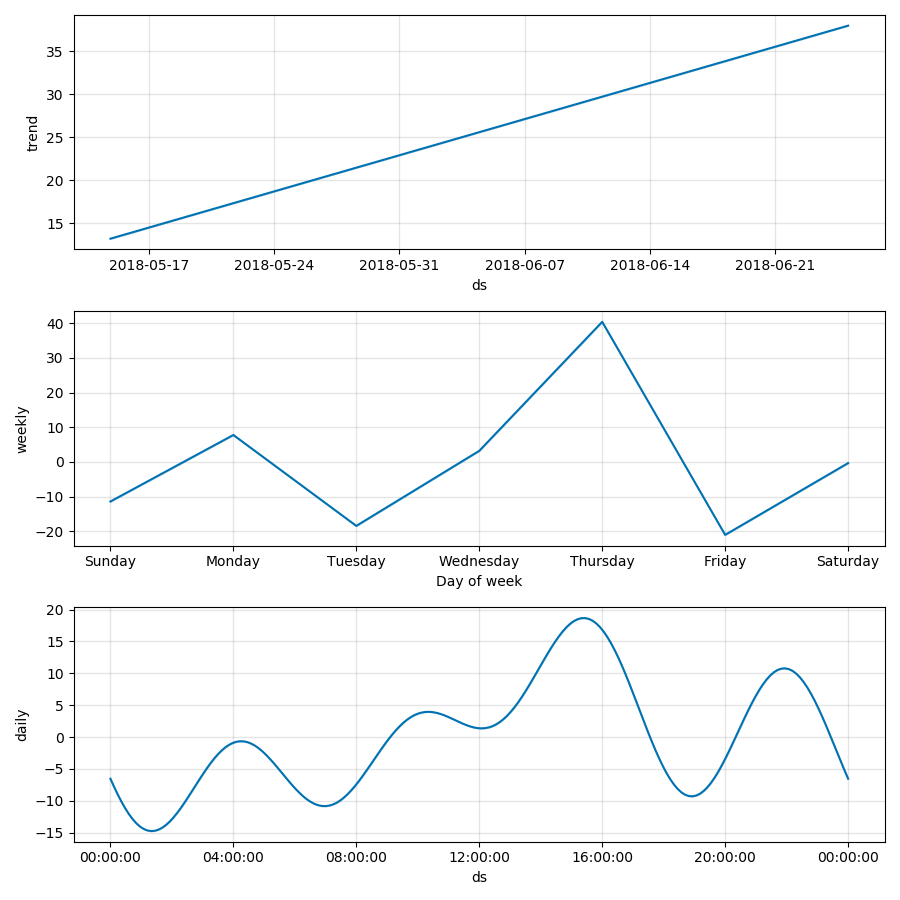 trend
35
30
25
20
15
2018-05-17 2018-05-24 2018-05-31 2018-06-07 2018-06-14 2018-06-21
ds
weekly
40
30
20
10
0
−10
−20
Sunday Monday Tuesday Wednesday Thursday Friday Saturday
Day of week
daily
20
15
10
5
0
−5
−10
−15
00:00:00 04:00:00 08:00:00 12:00:00 16:00:00 20:00:00 00:00:00
ds